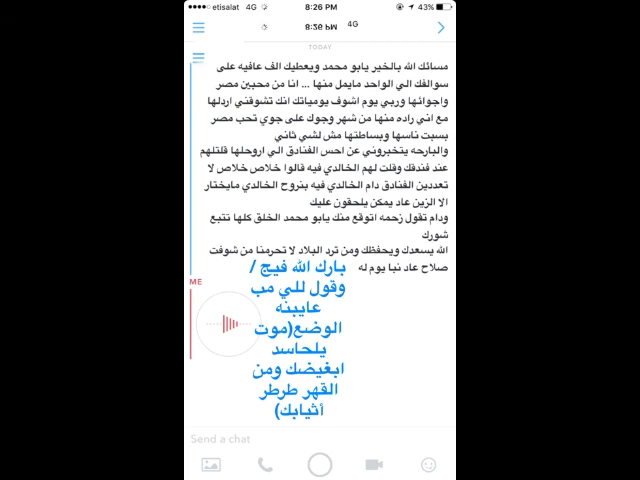 etisalat 4G 8:26 PM 43%
8:26 PM 4G
TODAY
مسائك الله بالخير يابو محمد ويعطيك الف عافيه على
سوالفك الي الواحد مايمل منها ... انا من محبين مصر
واجوائها وربي يوم اشوف يومياتك انك تشوقني اردلها
مع اني راده منها من شهر وجوك على جوي تحب مصر
بسبت ناسها وبساطتها مش لشي ثاني
والبارحه يتخبروني عن احس الفنادق الي اروحلها قلتلهم
عند فندقك وقلت لهم الخالدي فيه قالوا خلاص خلاص لا
تعددين الفنادق دام الخالدي فيه بنروح الخالدي مايختار
الا الزين عاد يمكن يلحقون عليك
ودام تقول زحمه اتوقع منك يابو محمد الخلق كلها تتبع
شورك
الله يسعدك ويحفظك ومن ترد البلاد لا تحرمنا من شوفت
صلاح عاد نبا يوم له
بارك الله فيج /
وقول للي مب
عايبنه
الوضع(موت
يلحاسد
ابغيضك ومن
القهر طرطر
أثيابك)
ME
Send a chat